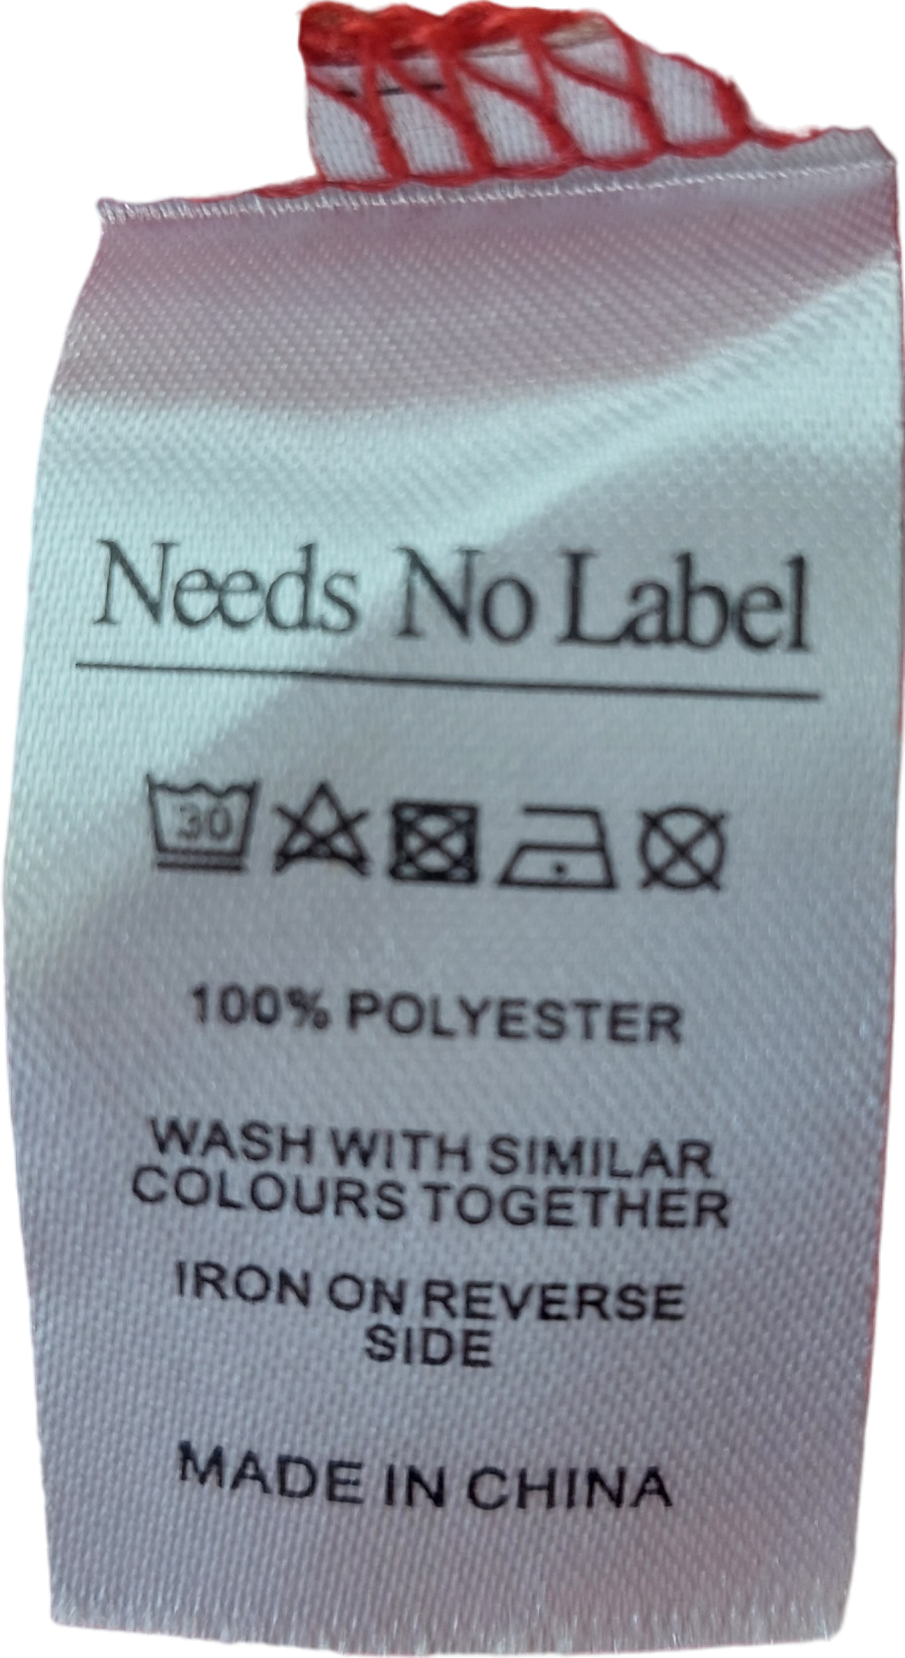 Needs No Label
30
100% POLYESTER
WASH WITH SIMILAR
COLOURS TOGETHER
IRON ON REVERSE
SIDE
MADE IN CHINA